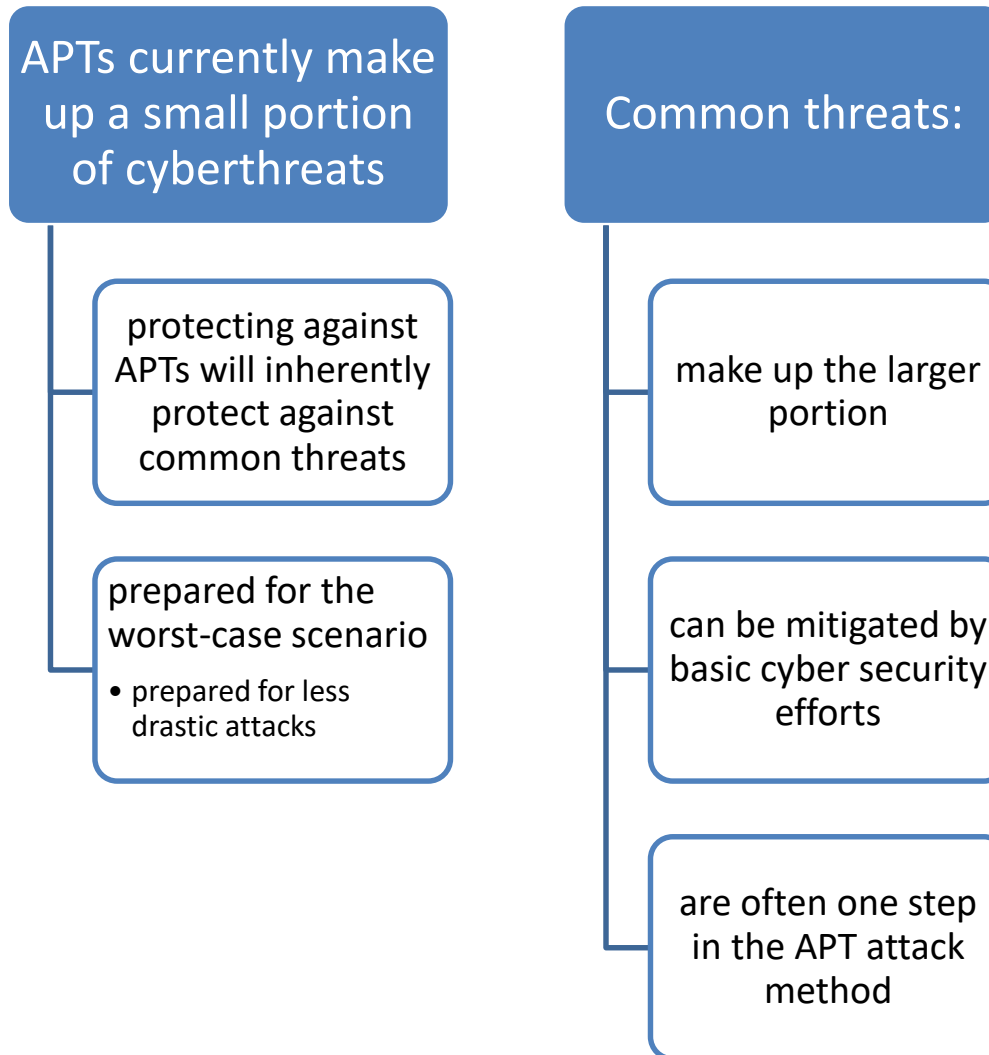 APTs currently make
up a small portion
of cyberthreats
protecting against
APTs will inherently
protect against
common threats
prepared for the
worst-case scenario
• prepared for less
drastic attacks
Common threats:
make up the larger
portion
can be mitigated by
basic cyber security
efforts
are often one step
in the APT attack
method